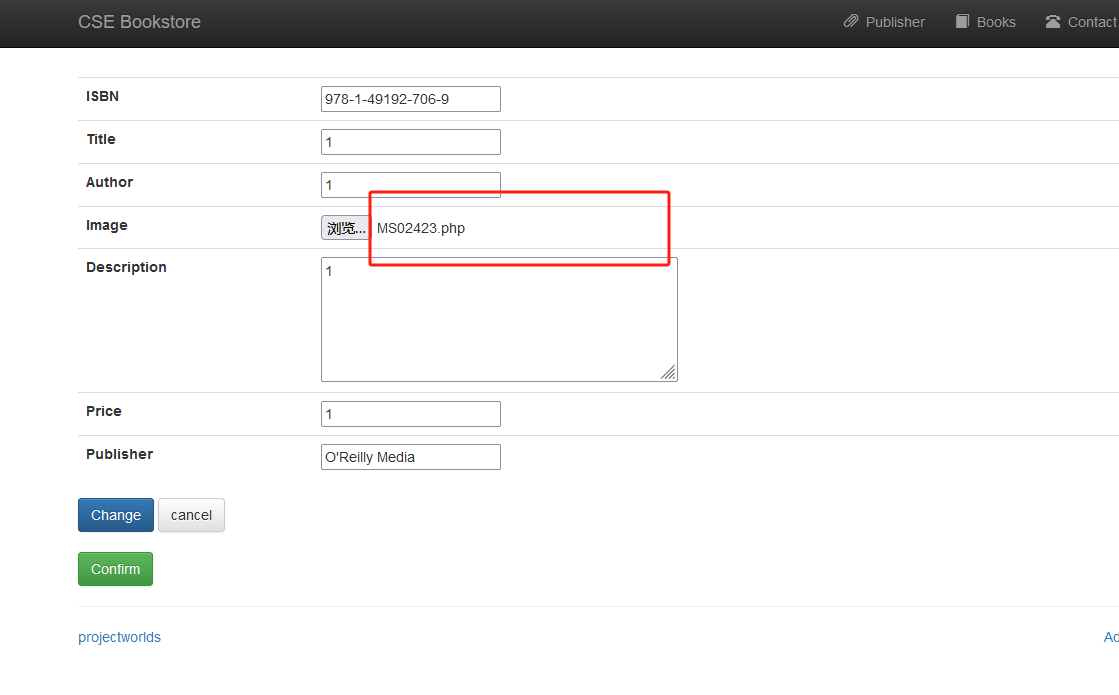 CSE Bookstore Publisher Books Contact
ISBN 978-1-49192-706-9
Title 1
Author 1
Image 浏览... MS02423.php
Description 1
Price 1
Publisher O'Reilly Media
Change cancel
Confirm
projectworlds